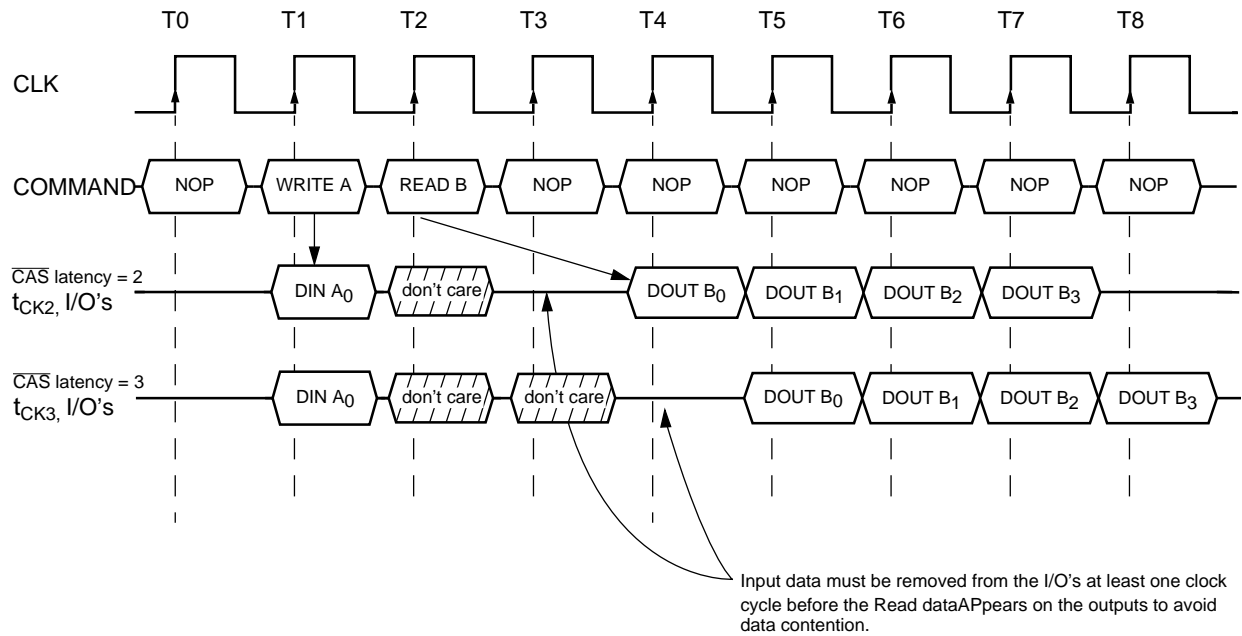 T0 T1 T2 T3 T4 T5 T6 T7 T8
CLK
COMMAND NOP WRITE A READ B NOP NOP NOP NOP NOP NOP
CAS latency = 2
tCK2, I/O's DIN A0 don't care DOUT B0 DOUT B1 DOUT B2 DOUT B3
CAS latency = 3
tCK3, I/O's DIN A0 don't care don't care DOUT B0 DOUT B1 DOUT B2 DOUT B3
Input data must be removed from the I/O's at least one clock
cycle before the Read dataAPpears on the outputs to avoid
data contention.